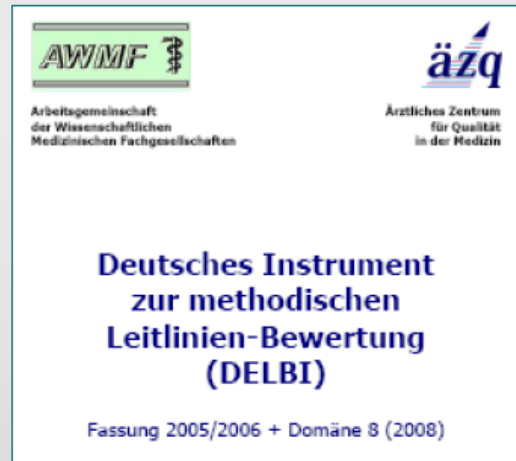 AWMF
äzq
Arbeitsgemeinschaft
der Wissenschaftlichen
Medizinischen Fachgesellschaften
Ärztliches Zentrum
für Qualität
in der Medizin
Deutsches Instrument
zur methodischen
Leitlinien-Bewertung
(DELBI)
Fassung 2005/2006 + Domäne 8 (2008)